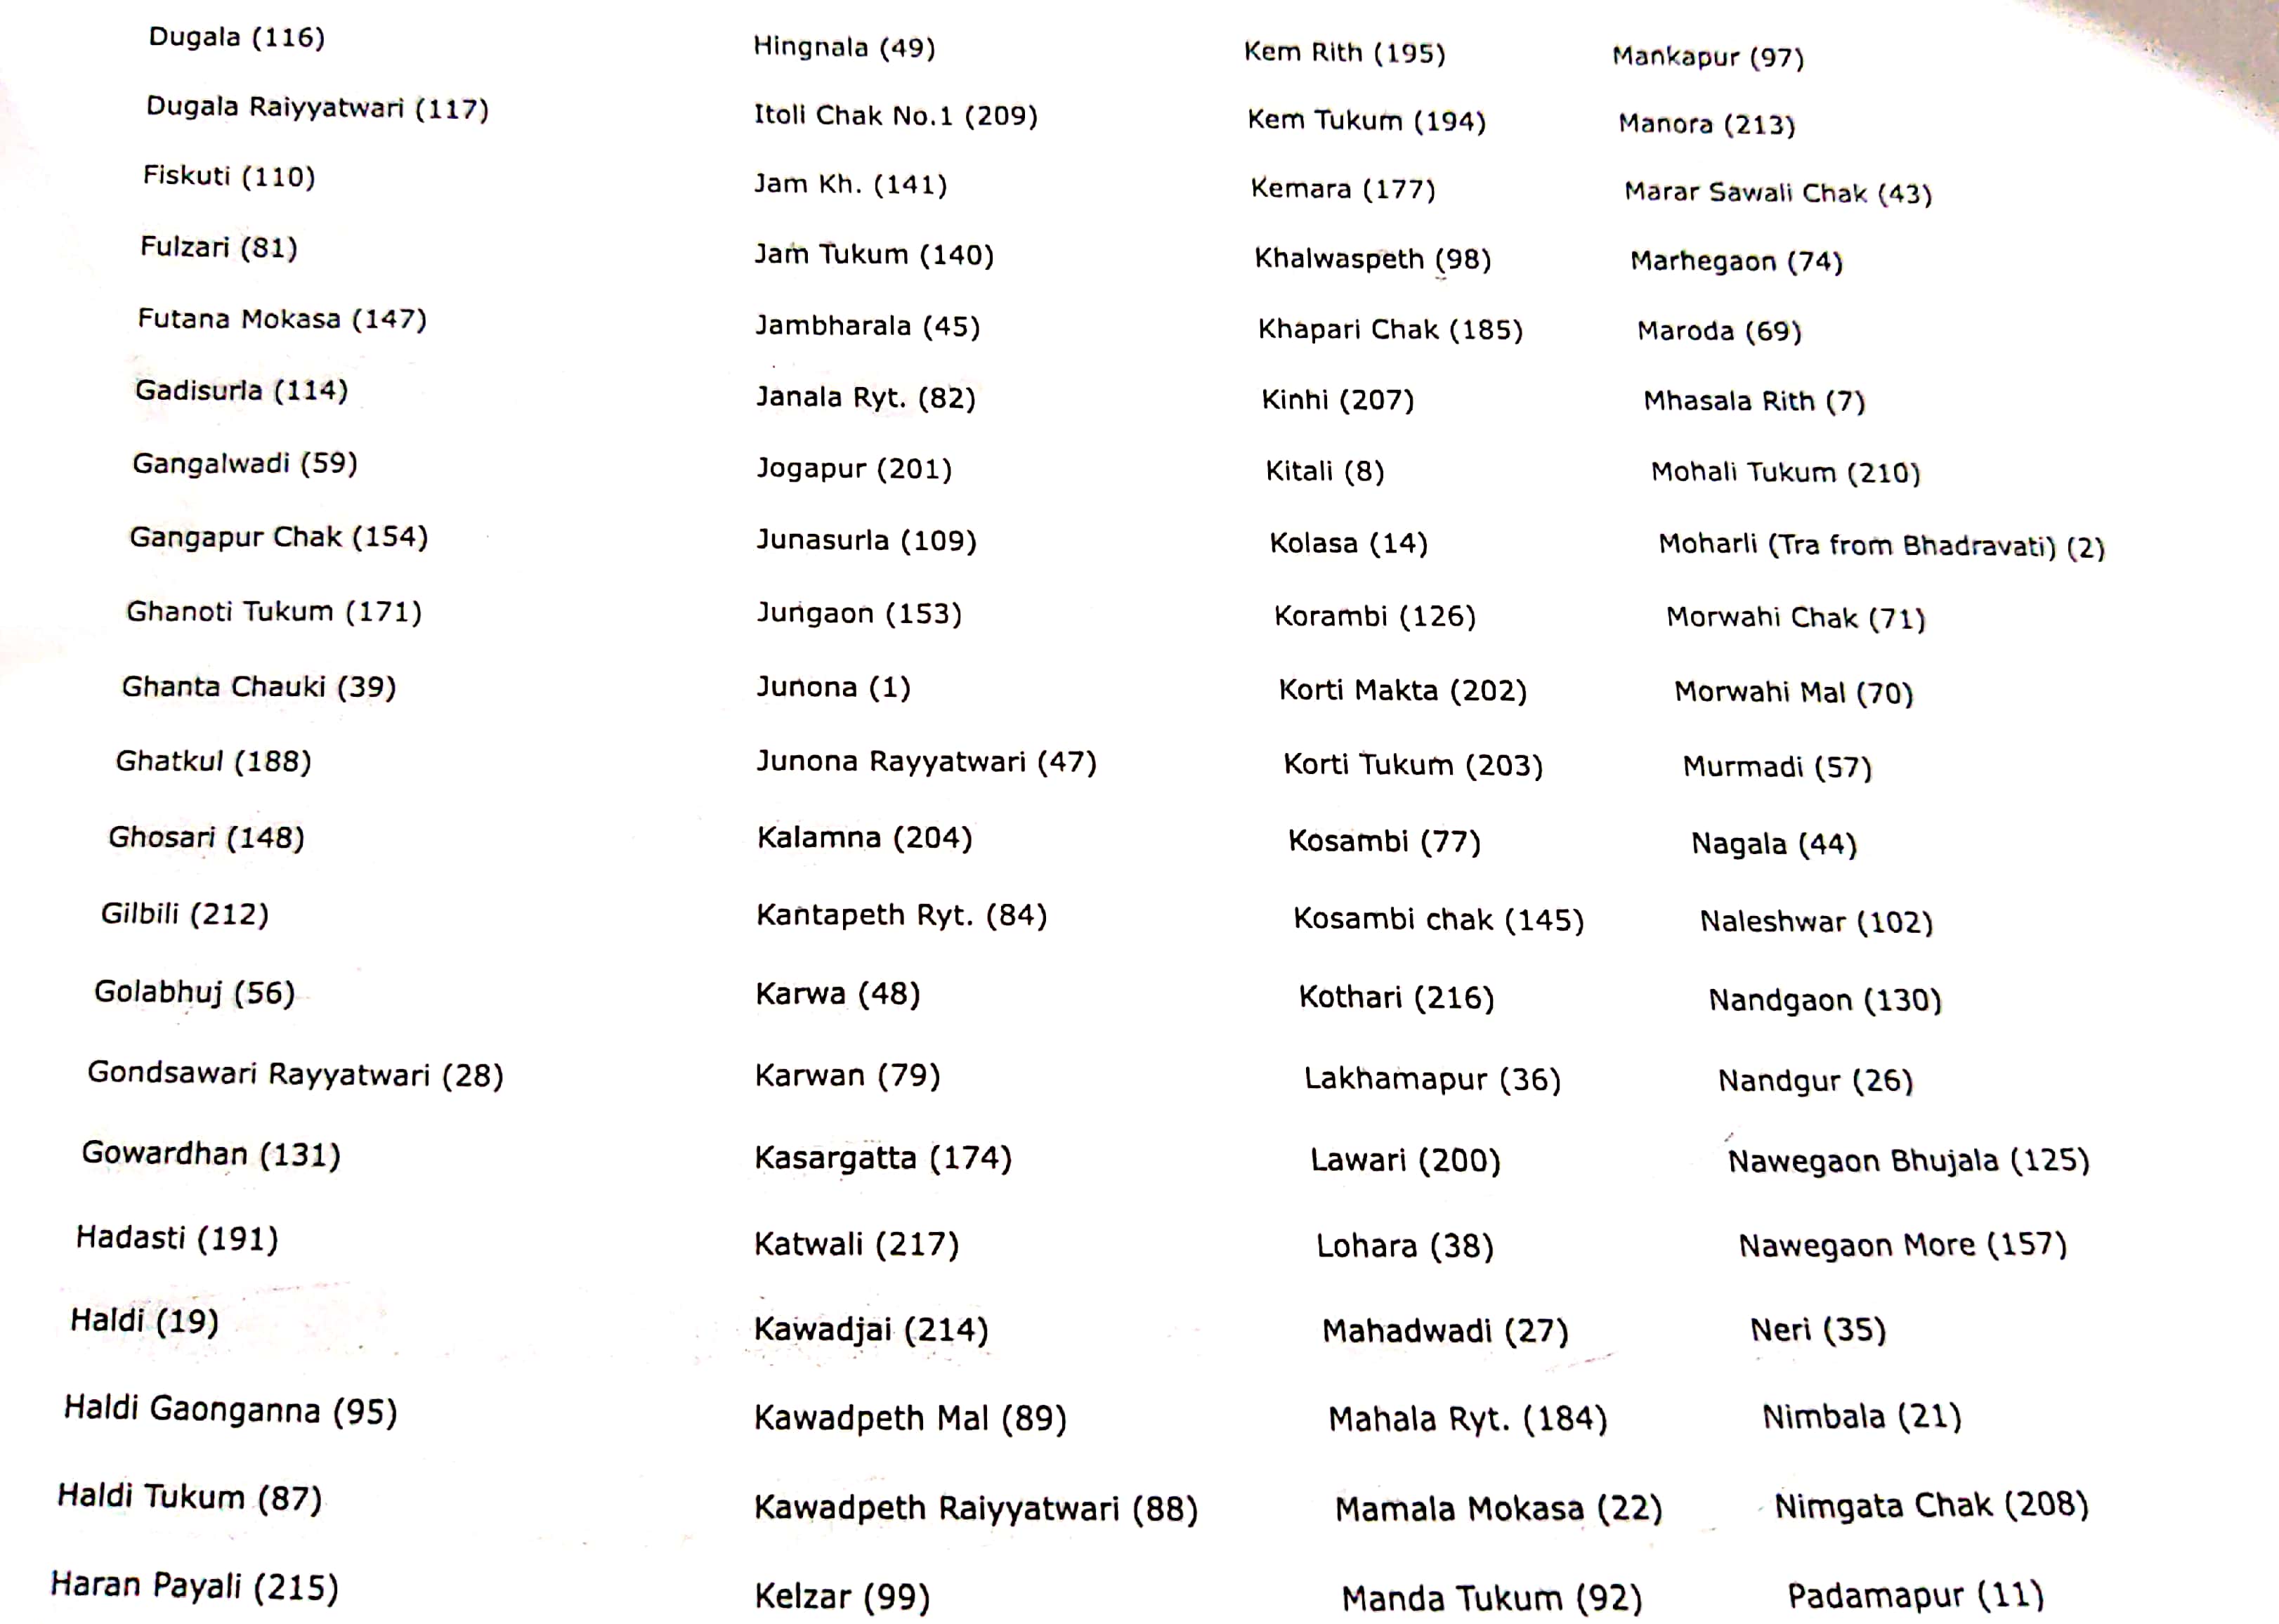 Dugala (116)
Dugala Raiyyatwari (117)
Fiskuti (110)
Fulzari (81)
Futana Mokasa (147)
Gadisurla (114)
Gangalwadi (59)
Gangapur Chak (154)
Ghanoti Tukum (171)
Ghanta Chauki (39)
Ghatkul (188)
Ghosari (148)
Gilbili (212)
Golabhuj (56)
Gondsawari Rayyatwari (28)
Gowardhan (131)
Hadasti (191)
Haldi (19)
Haldi Gaonganna (95)
Haldi Tukum (87)
Haran Payali (215)
Hingnala (49)
Itoli Chak No.1 (209)
Jam Kh. (141)
Jam Tukum (140)
Jambharala (45)
Janala Ryt. (82)
Jogapur (201)
Junasurla (109)
Jungaon (153)
Junona (1)
Junona Rayyatwari (47)
Kalamna (204)
Kantapeth Ryt. (84)
Karwa (48)
Karwan (79)
Kasargatta (174)
Katwali (217)
Kawadjai (214)
Kawadpeth Mal (89)
Kawadpeth Raiyyatwari (88)
Kelzar (99)
Kem Rith (195)
Kem Tukum (194)
Kemara (177)
Khalwaspeth (98)
Khapari Chak (185)
Kinhi (207)
Kitali (8)
Kolasa (14)
Korambi (126)
Korti Makta (202)
Korti Tukum (203)
Kosambi (77)
Kosambi chak (145)
Kothari (216)
Lakhamapur (36)
Lawari (200)
Lohara (38)
Mahadwadi (27)
Mahala Ryt. (184)
Mamala Mokasa (22)
Manda Tukum (92)
Mankapur (97)
Manora (213)
Marar Sawali Chak (43)
Marhegaon (74)
Maroda (69)
Mhasala Rith (7)
Mohali Tukum (210)
Moharli (Tra from Bhadravati) (2)
Morwahi Chak (71)
Morwahi Mal (70)
Murmadi (57)
Nagala (44)
Naleshwar (102)
Nandgaon (130)
Nandgur (26)
Nawegaon Bhujala (125)
Nawegaon More (157)
Neri (35)
Nimbala (21)
Nimgata Chak (208)
Padamapur (11)